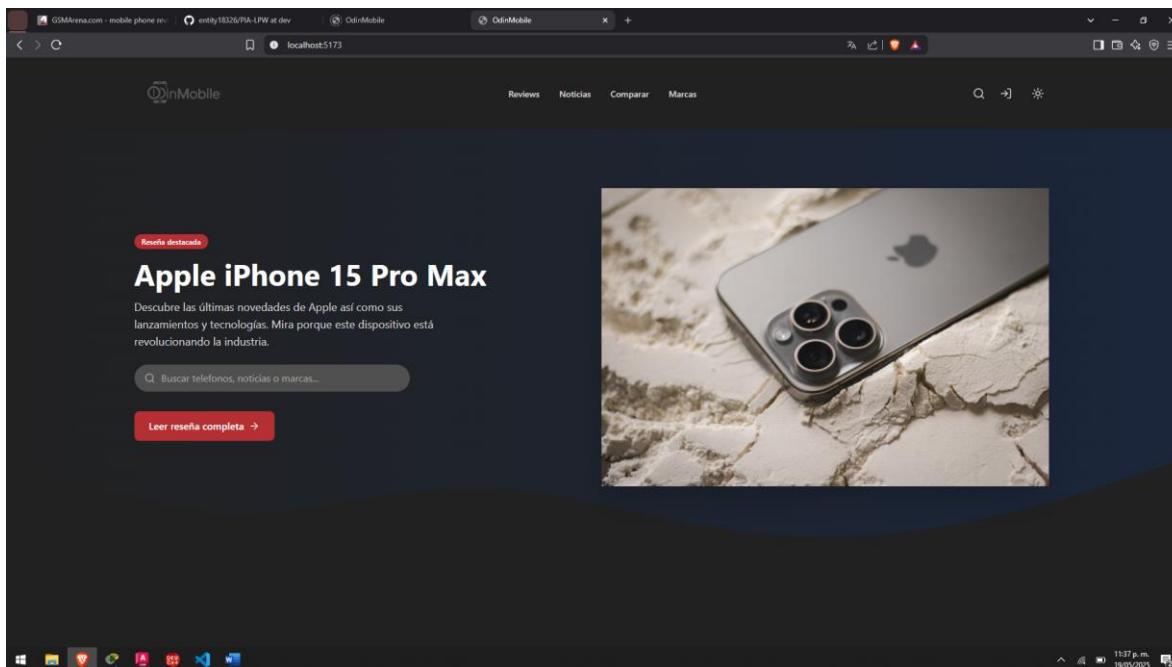 GSMArena.com - mobile phone rev
entity18326/PIA-LPW at dev
OdinMobile
OdinMobile
localhost:5173
OdinMobile
Reviews Noticias Comparar Marcas
Reseña destacada
Apple iPhone 15 Pro Max
Descubre las últimas novedades de Apple así como sus
lanzamientos y tecnologías. Mira porque este dispositivo está
revolucionando la industria.
Buscar telefonos, noticias o marcas...
Leer reseña completa →
11:37 p. m.
19/05/2025